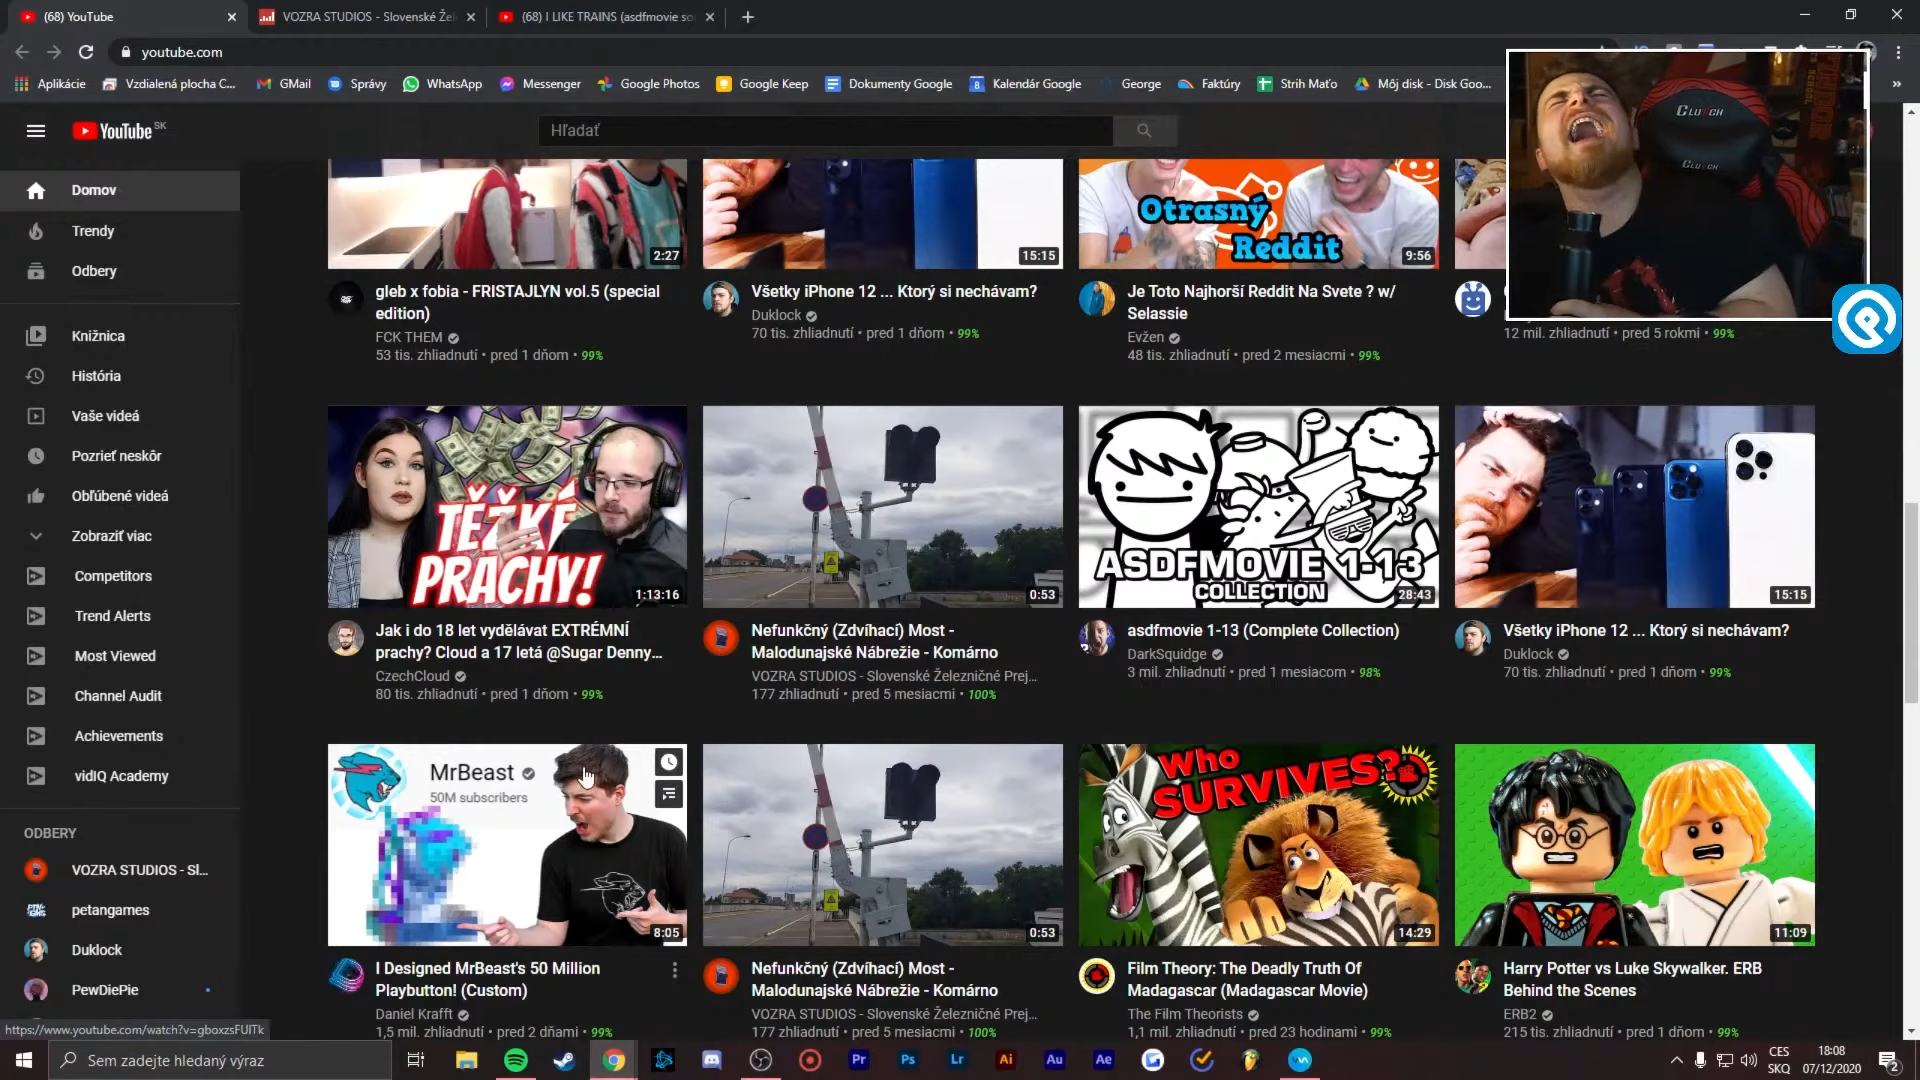 (68) YouTube
VOZRA STUDIOS - Slovenské Žel
(68) I LIKE TRAINS (asdfmovie so
youtube.com
Aplikácie
Vzdialená plocha C...
GMail
Správy
WhatsApp
Messenger
Google Photos
Google Keep
Dokumenty Google
Kalendár Google
George
Faktúry
Strih Maťo
Môj disk - Disk Goo...
YouTube SK
Hľadať
CLUTCH
CLUTCH
Domov
Trendy
Odbery
Knižnica
História
Vaše videá
Pozrieť neskôr
Obľúbené videá
Zobraziť viac
Competitors
Trend Alerts
Most Viewed
Channel Audit
Achievements
vidIQ Academy
ODBERY
VOZRA STUDIOS - Sl...
petangames
Duklock
PewDiePie
2:27
gleb x fobia - FRISTAJLYN vol.5 (special
edition)
FCK THEM
53 tis. zhliadnutí • pred 1 dňom • 99%
15:15
Všetky iPhone 12 ... Ktorý si nechávam?
Duklock
70 tis. zhliadnutí • pred 1 dňom • 99%
Otrasný
Reddit
9:56
Je Toto Najhorší Reddit Na Svete ? w/
Selassie
Evžen
48 tis. zhliadnutí • pred 2 mesiacmi • 99%
12 mil. zhliadnutí • pred 5 rokmi • 99%
TĚŽKÉ
PRACHY!
1:13:16
Jak i do 18 let vydělávat EXTRÉMNÍ
prachy? Cloud a 17 letá @Sugar Denny...
CzechCloud
80 tis. zhliadnutí • pred 1 dňom • 99%
0:53
Nefunkčný (Zdvíhací) Most -
Malodunajské Nábrežie - Komárno
VOZRA STUDIOS - Slovenské Železničné Prej...
177 zhliadnutí • pred 5 mesiacmi • 100%
ASDFMOVIE 1-13
COLLECTION
28:43
asdfmovie 1-13 (Complete Collection)
DarkSquidge
3 mil. zhliadnutí • pred 1 mesiacom • 98%
15:15
Všetky iPhone 12 ... Ktorý si nechávam?
Duklock
70 tis. zhliadnutí • pred 1 dňom • 99%
MrBeast
50M subscribers
8:05
I Designed MrBeast's 50 Million
Playbutton! (Custom)
Daniel Krafft
1,5 mil. zhliadnutí • pred 2 dňami • 99%
0:53
Nefunkčný (Zdvíhací) Most -
Malodunajské Nábrežie - Komárno
VOZRA STUDIOS - Slovenské Železničné Prej...
177 zhliadnutí • pred 5 mesiacmi • 100%
Who
SURVIVES?
14:29
Film Theory: The Deadly Truth Of
Madagascar (Madagascar Movie)
The Film Theorists
1,1 mil. zhliadnutí • pred 23 hodinami • 99%
11:09
Harry Potter vs Luke Skywalker. ERB
Behind the Scenes
ERB2
215 tis. zhliadnutí • pred 1 dňom • 99%
https://www.youtube.com/watch?v=gboxzsFUlTk
Sem zadejte hledaný výraz
Pr
Ps
Lr
Ai
Au
Ae
CES
SKQ
18:08
07/12/2020
2